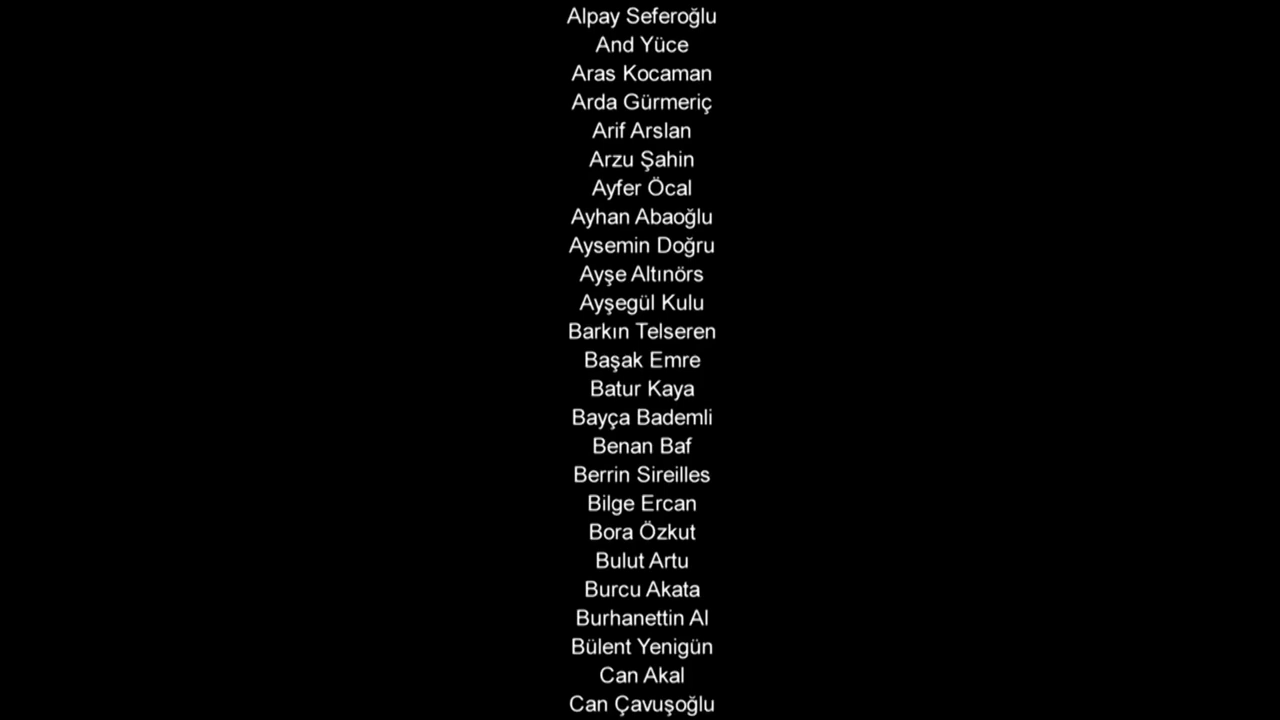 Alpay Seferoğlu
And Yüce
Aras Kocaman
Arda Gürmeriç
Arif Arslan
Arzu Şahin
Ayfer Öcal
Ayhan Abaoğlu
Aysemin Doğru
Ayşe Altınörs
Ayşegül Kulu
Barkın Telseren
Başak Emre
Batur Kaya
Bayça Bademli
Benan Baf
Berrin Sireilles
Bilge Ercan
Bora Özkut
Bulut Artu
Burcu Akata
Burhanettin Al
Bülent Yenigün
Can Akal
Can Çavuşoğlu